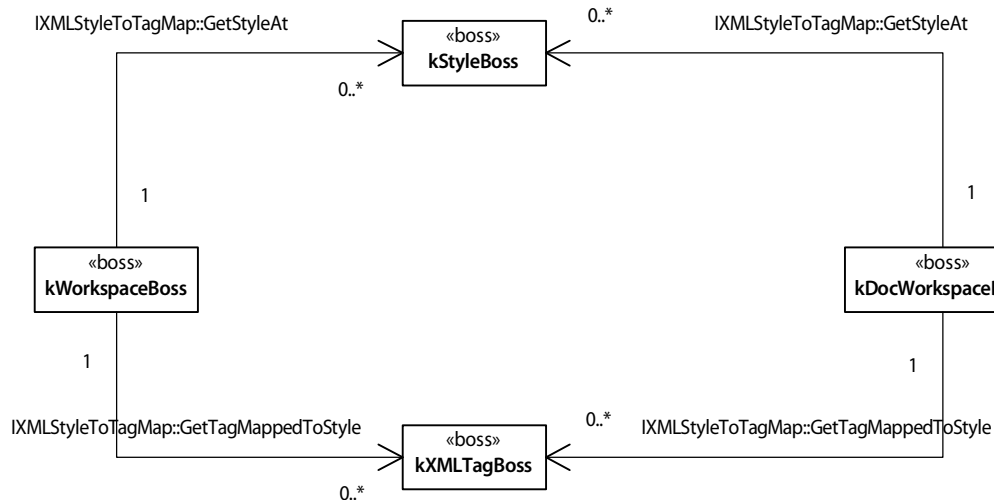 IXMLStyleToTagMap::GetStyleAt
0..*
IXMLStyleToTagMap::GetStyleAt
«boss»
kStyleBoss
0..*
1
1
«boss»
kWorkspaceBoss
«boss»
1
1
IXMLStyleToTagMap::GetTagMappedToStyle
0..*
IXMLStyleToTagMap::GetTagMappedToStyle
«boss»
kXMLTagBoss
0..*